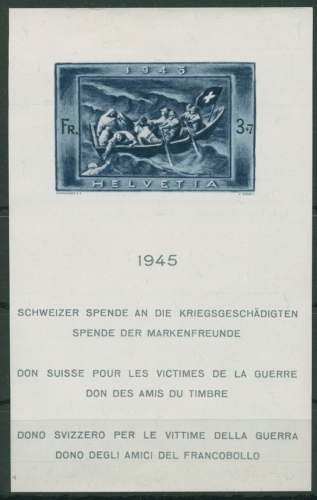 1945
FR. 3+7
HELVETIA
1945
SCHWEIZER SPENDE AN DIE KRIEGSGESCHÄDIGTEN
SPENDE DER MARKENFREUNDE
DON SUISSE POUR LES VICTIMES DE LA GUERRE
DON DES AMIS DU TIMBRE
DONO SVIZZERO PER LE VITTIME DELLA GUERRA
DONO DEGLI AMICI DEL FRANCOBOLLO